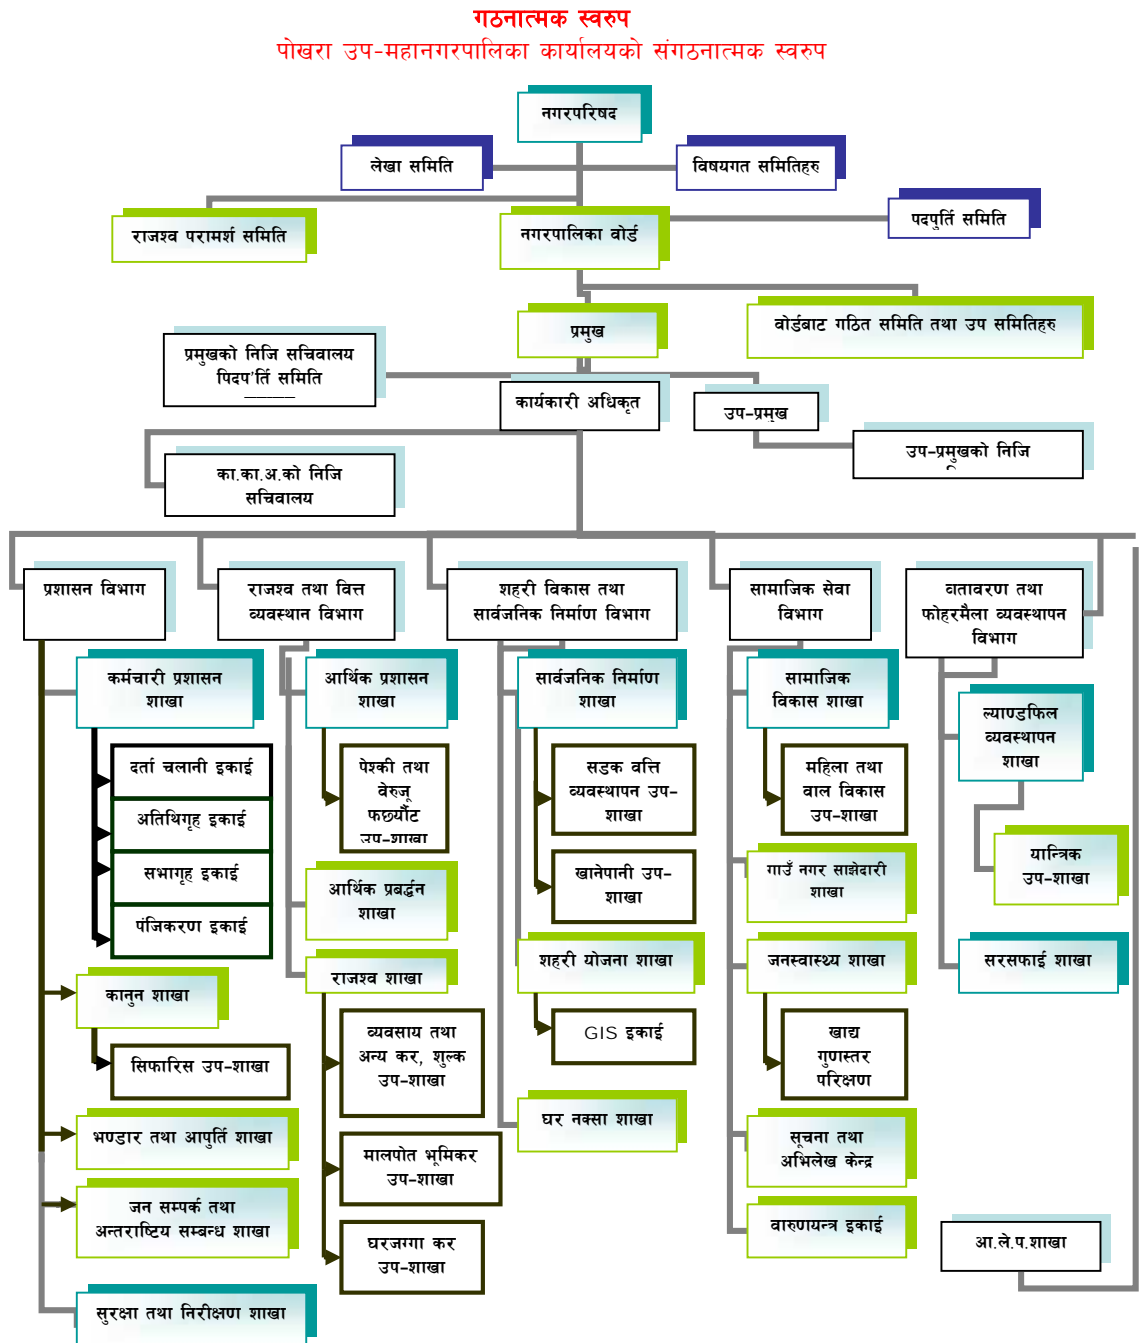 गठनात्मक स्वरुप
पोखरा उप-महानगरपालिका कार्यालयको संगठनात्मक स्वरुप
नगरपरिषद
लेखा समिति
विषयगत समितिहरु
राजश्व परामर्श समिति
नगरपालिका वोर्ड
पदपुर्ति समिति
प्रमुख
वोर्डबाट गठित समिति तथा उप समितिहरु
प्रमुखको निजि सचिवालय
पिदप'र्ति समिति
कार्यकारी अधिकृत
उप-प्रमुख
उप-प्रमुखको निजि
का.का.अ.को निजि
सचिवालय
प्रशासन विभाग
राजश्व तथा वित्त
व्यवस्थान विभाग
शहरी विकास तथा
सार्वजनिक निर्माण विभाग
सामाजिक सेवा
विभाग
वातावरण तथा
फोहरमैला व्यवस्थापन
विभाग
कर्मचारी प्रशासन
शाखा
दर्ता चलानी इकाई
अतिथिगृह इकाई
सभागृह इकाई
पंजिकरण इकाई
कानुन शाखा
सिफारिस उप-शाखा
भण्डार तथा आपुर्ति शाखा
जन सम्पर्क तथा
अन्तराष्टिय सम्बन्ध शाखा
सुरक्षा तथा निरीक्षण शाखा
आर्थिक प्रशासन
शाखा
पेश्की तथा
वेरुजू
फर्छ्यौट
उप-शाखा
आर्थिक प्रबर्द्धन
शाखा
राजश्व शाखा
व्यवसाय तथा
अन्य कर, शुल्क
उप-शाखा
मालपोत भूमिकर
उप-शाखा
घरजग्गा कर
उप-शाखा
सार्वजनिक निर्माण
शाखा
सडक वत्ति
व्यवस्थापन उप-
शाखा
खानेपानी उप-
शाखा
शहरी योजना शाखा
GIS इकाई
घर नक्सा शाखा
सामाजिक
विकास शाखा
महिला तथा
वाल विकास
उप-शाखा
गाउँ नगर साझेदारी
शाखा
जनस्वास्थ्य शाखा
खाद्य
गुणस्तर
परिक्षण
सूचना तथा
अभिलेख केन्द्र
वारुणयन्त्र इकाई
ल्याण्डफिल
व्यवस्थापन
शाखा
यान्त्रिक
उप-शाखा
सरसफाई शाखा
आ.ले.प.शाखा